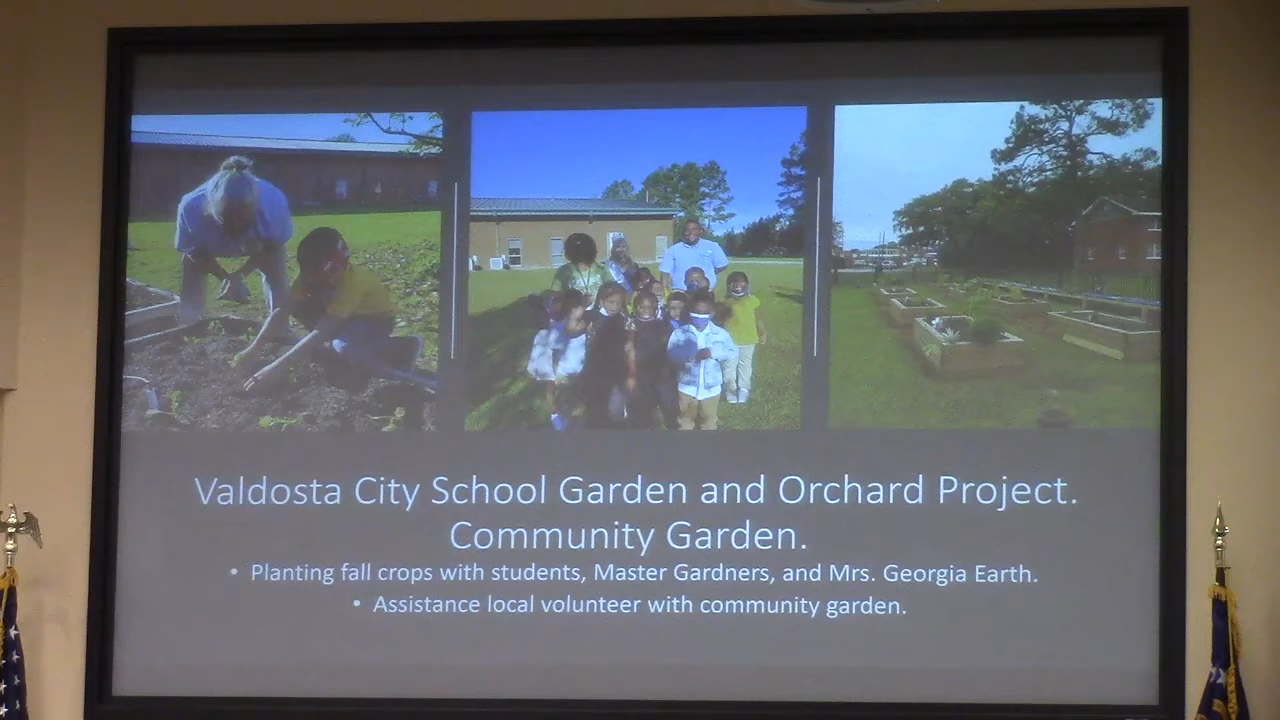 Valdosta City School Garden and Orchard Project.
Community Garden.
• Planting fall crops with students, Master Gardners, and Mrs. Georgia Earth.
• Assistance local volunteer with community garden.